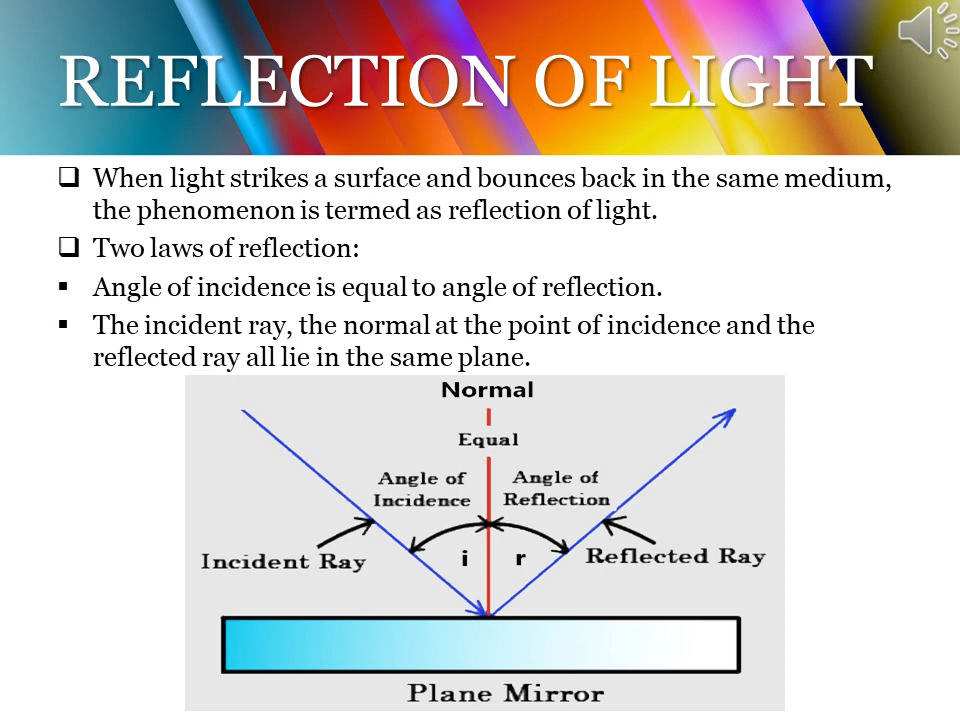 REFLECTION OF LIGHT
When light strikes a surface and bounces back in the same medium,
the phenomenon is termed as reflection of light.
Two laws of reflection:
Angle of incidence is equal to angle of reflection.
The incident ray, the normal at the point of incidence and the
reflected ray all lie in the same plane.
Normal
Equal
Angle of
Incidence
Angle of
Reflection
Incident Ray
i
r
Reflected Ray
Plane Mirror